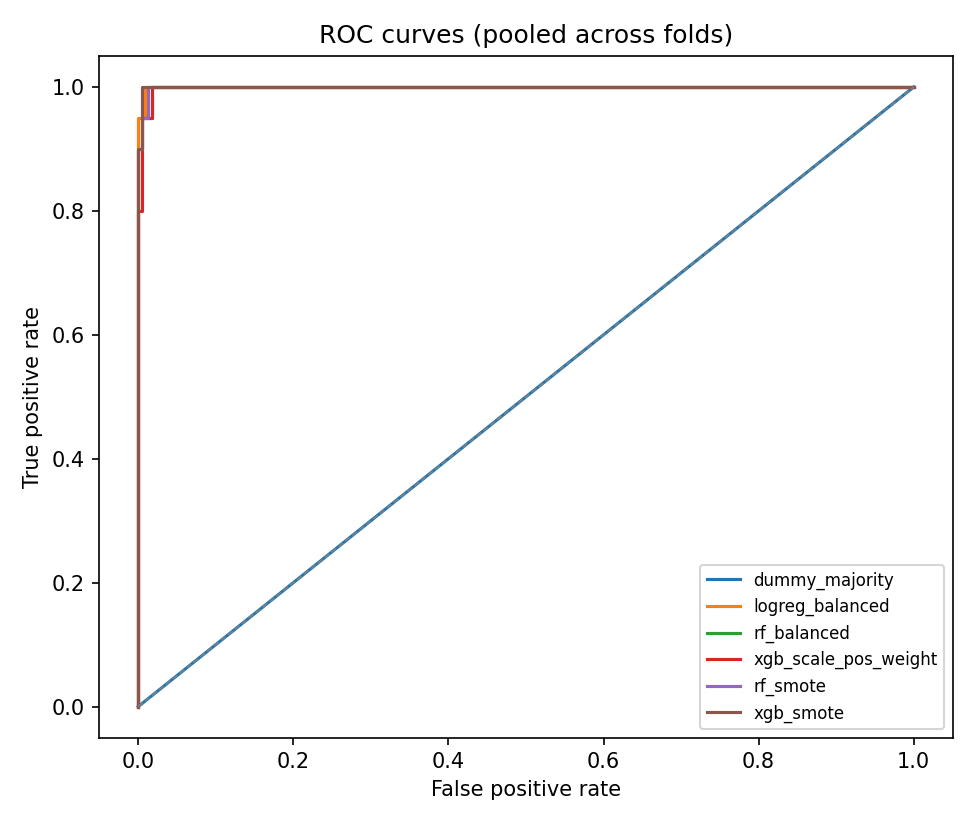 ROC curves (pooled across folds)
True positive rate
1.0
0.8
0.6
0.4
0.2
0.0
0.0 0.2 0.4 0.6 0.8 1.0
False positive rate
dummy_majority
logreg_balanced
rf_balanced
xgb_scale_pos_weight
rf_smote
xgb_smote